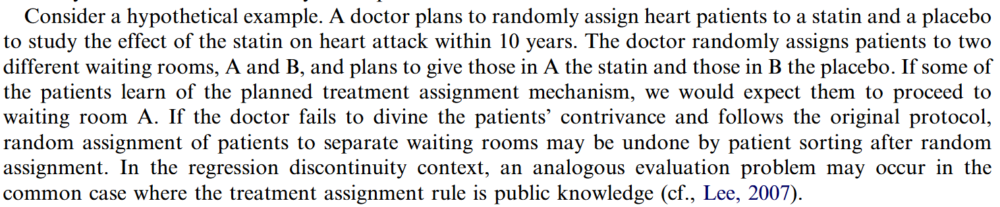 Consider a hypothetical example. A doctor plans to randomly assign heart patients to a statin and a placebo
to study the effect of the statin on heart attack within 10 years. The doctor randomly assigns patients to two
different waiting rooms, A and B, and plans to give those in A the statin and those in B the placebo. If some of
the patients learn of the planned treatment assignment mechanism, we would expect them to proceed to
waiting room A. If the doctor fails to divine the patients’ contrivance and follows the original protocol,
random assignment of patients to separate waiting rooms may be undone by patient sorting after random
assignment. In the regression discontinuity context, an analogous evaluation problem may occur in the
common case where the treatment assignment rule is public knowledge (cf., Lee, 2007).